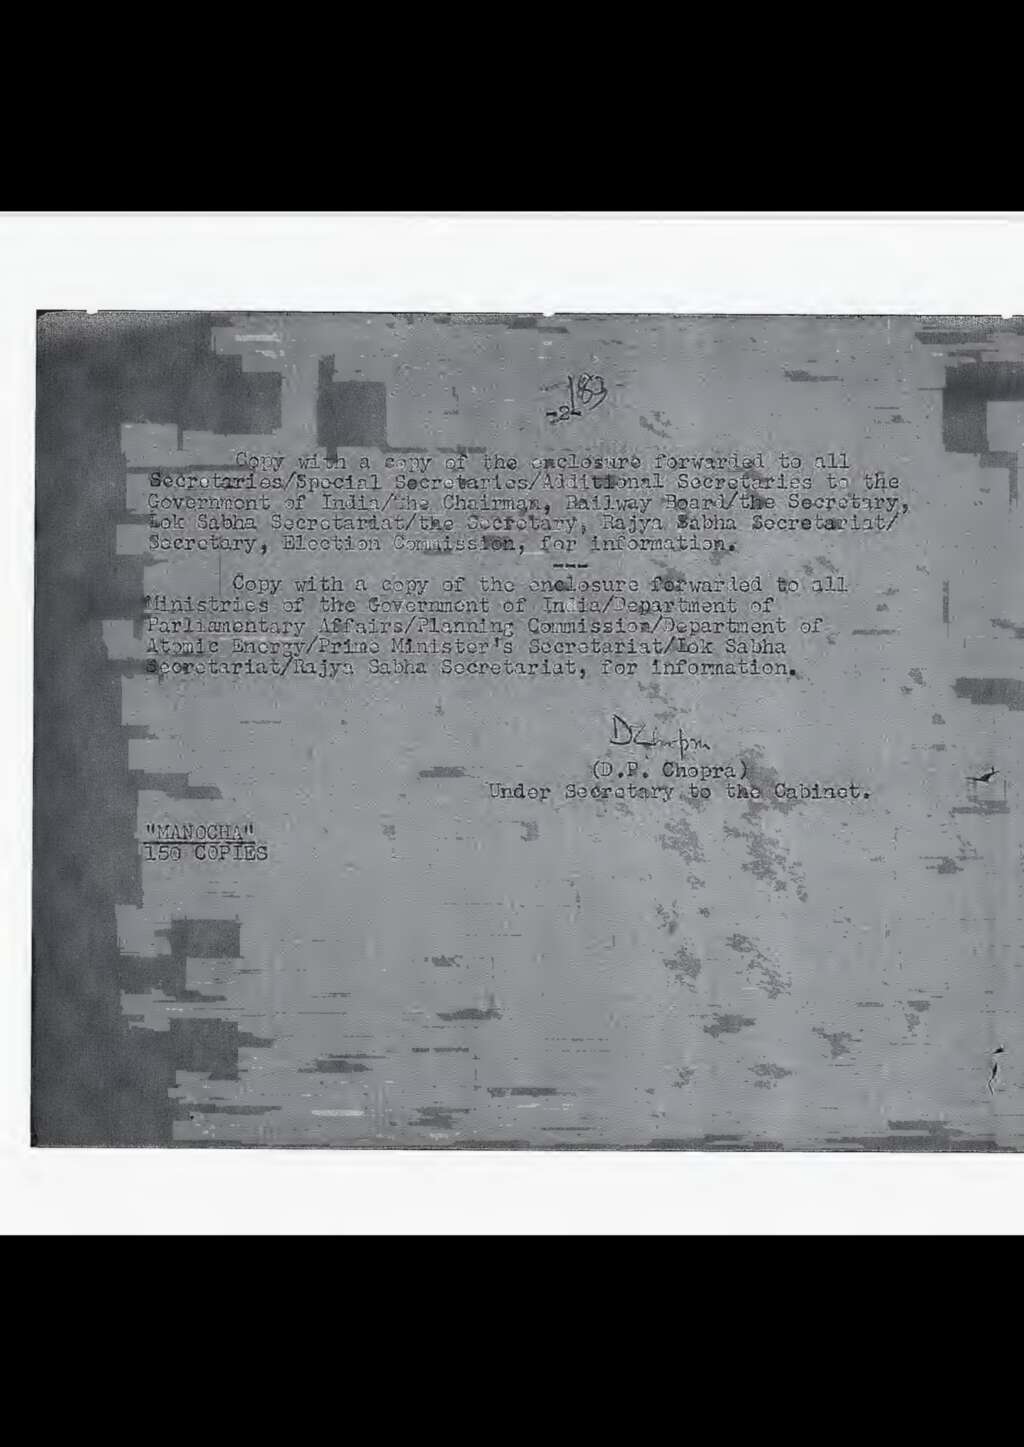 183
-2-
Copy with a copy of the enclosure forwarded to all
Secretaries/Special Secretaries/Additional Secretaries to the
Government of India/the Chairman, Railway Board/the Secretary,
Lok Sabha Secretariat/the Secretary, Rajya Sabha Secretariat/
Secretary, Election Commission, for information.
---
Copy with a copy of the enclosure forwarded to all
Ministries of the Government of India/Department of
Parliamentary Affairs/Planning Commission/Department of
Atomic Energy/Prime Minister's Secretariat/Lok Sabha
Secretariat/Rajya Sabha Secretariat, for information.
DPChopra
(D.P. Chopra)
Under Secretary to the Cabinet.
"MANOCHA"
150 COPIES